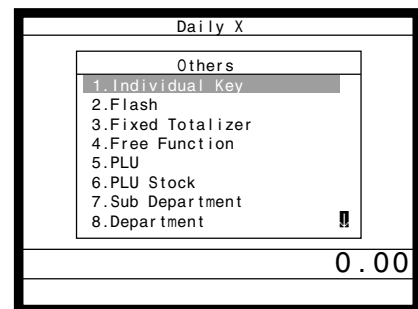 Daily X
Others
1.Individual Key
2.Flash
3.Fixed Totalizer
4.Free Function
5.PLU
6.PLU Stock
7.Sub Department
8.Department
0.00